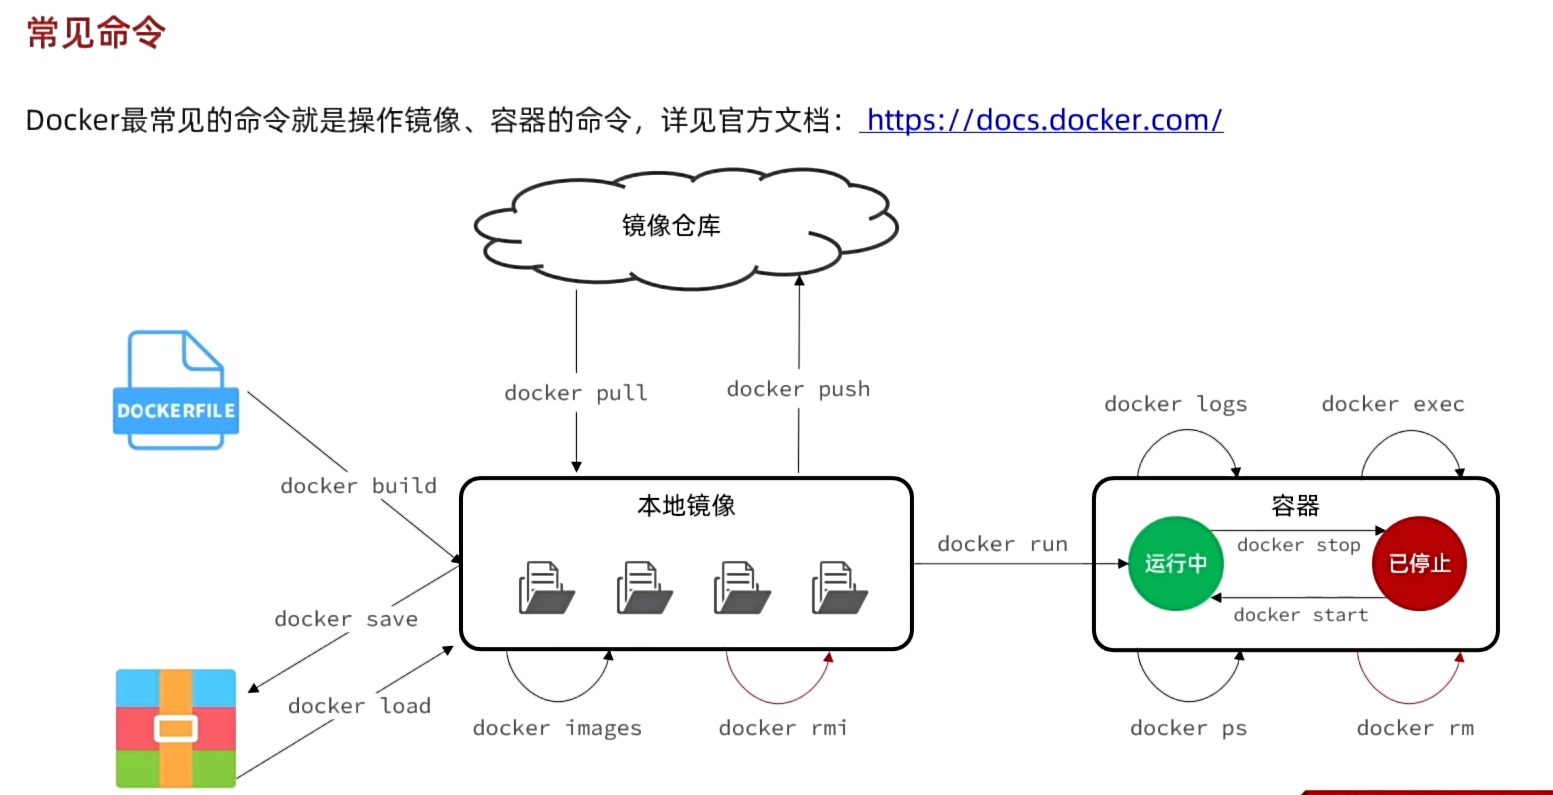 常见命令
Docker最常见的命令就是操作镜像、容器的命令，详见官方文档： https://docs.docker.com/
镜像仓库
docker pull
docker push
DOCKERFILE
docker build
docker logs
docker exec
本地镜像
容器
docker run
运行中
docker stop
已停止
docker start
docker save
docker load
docker images
docker rmi
docker ps
docker rm